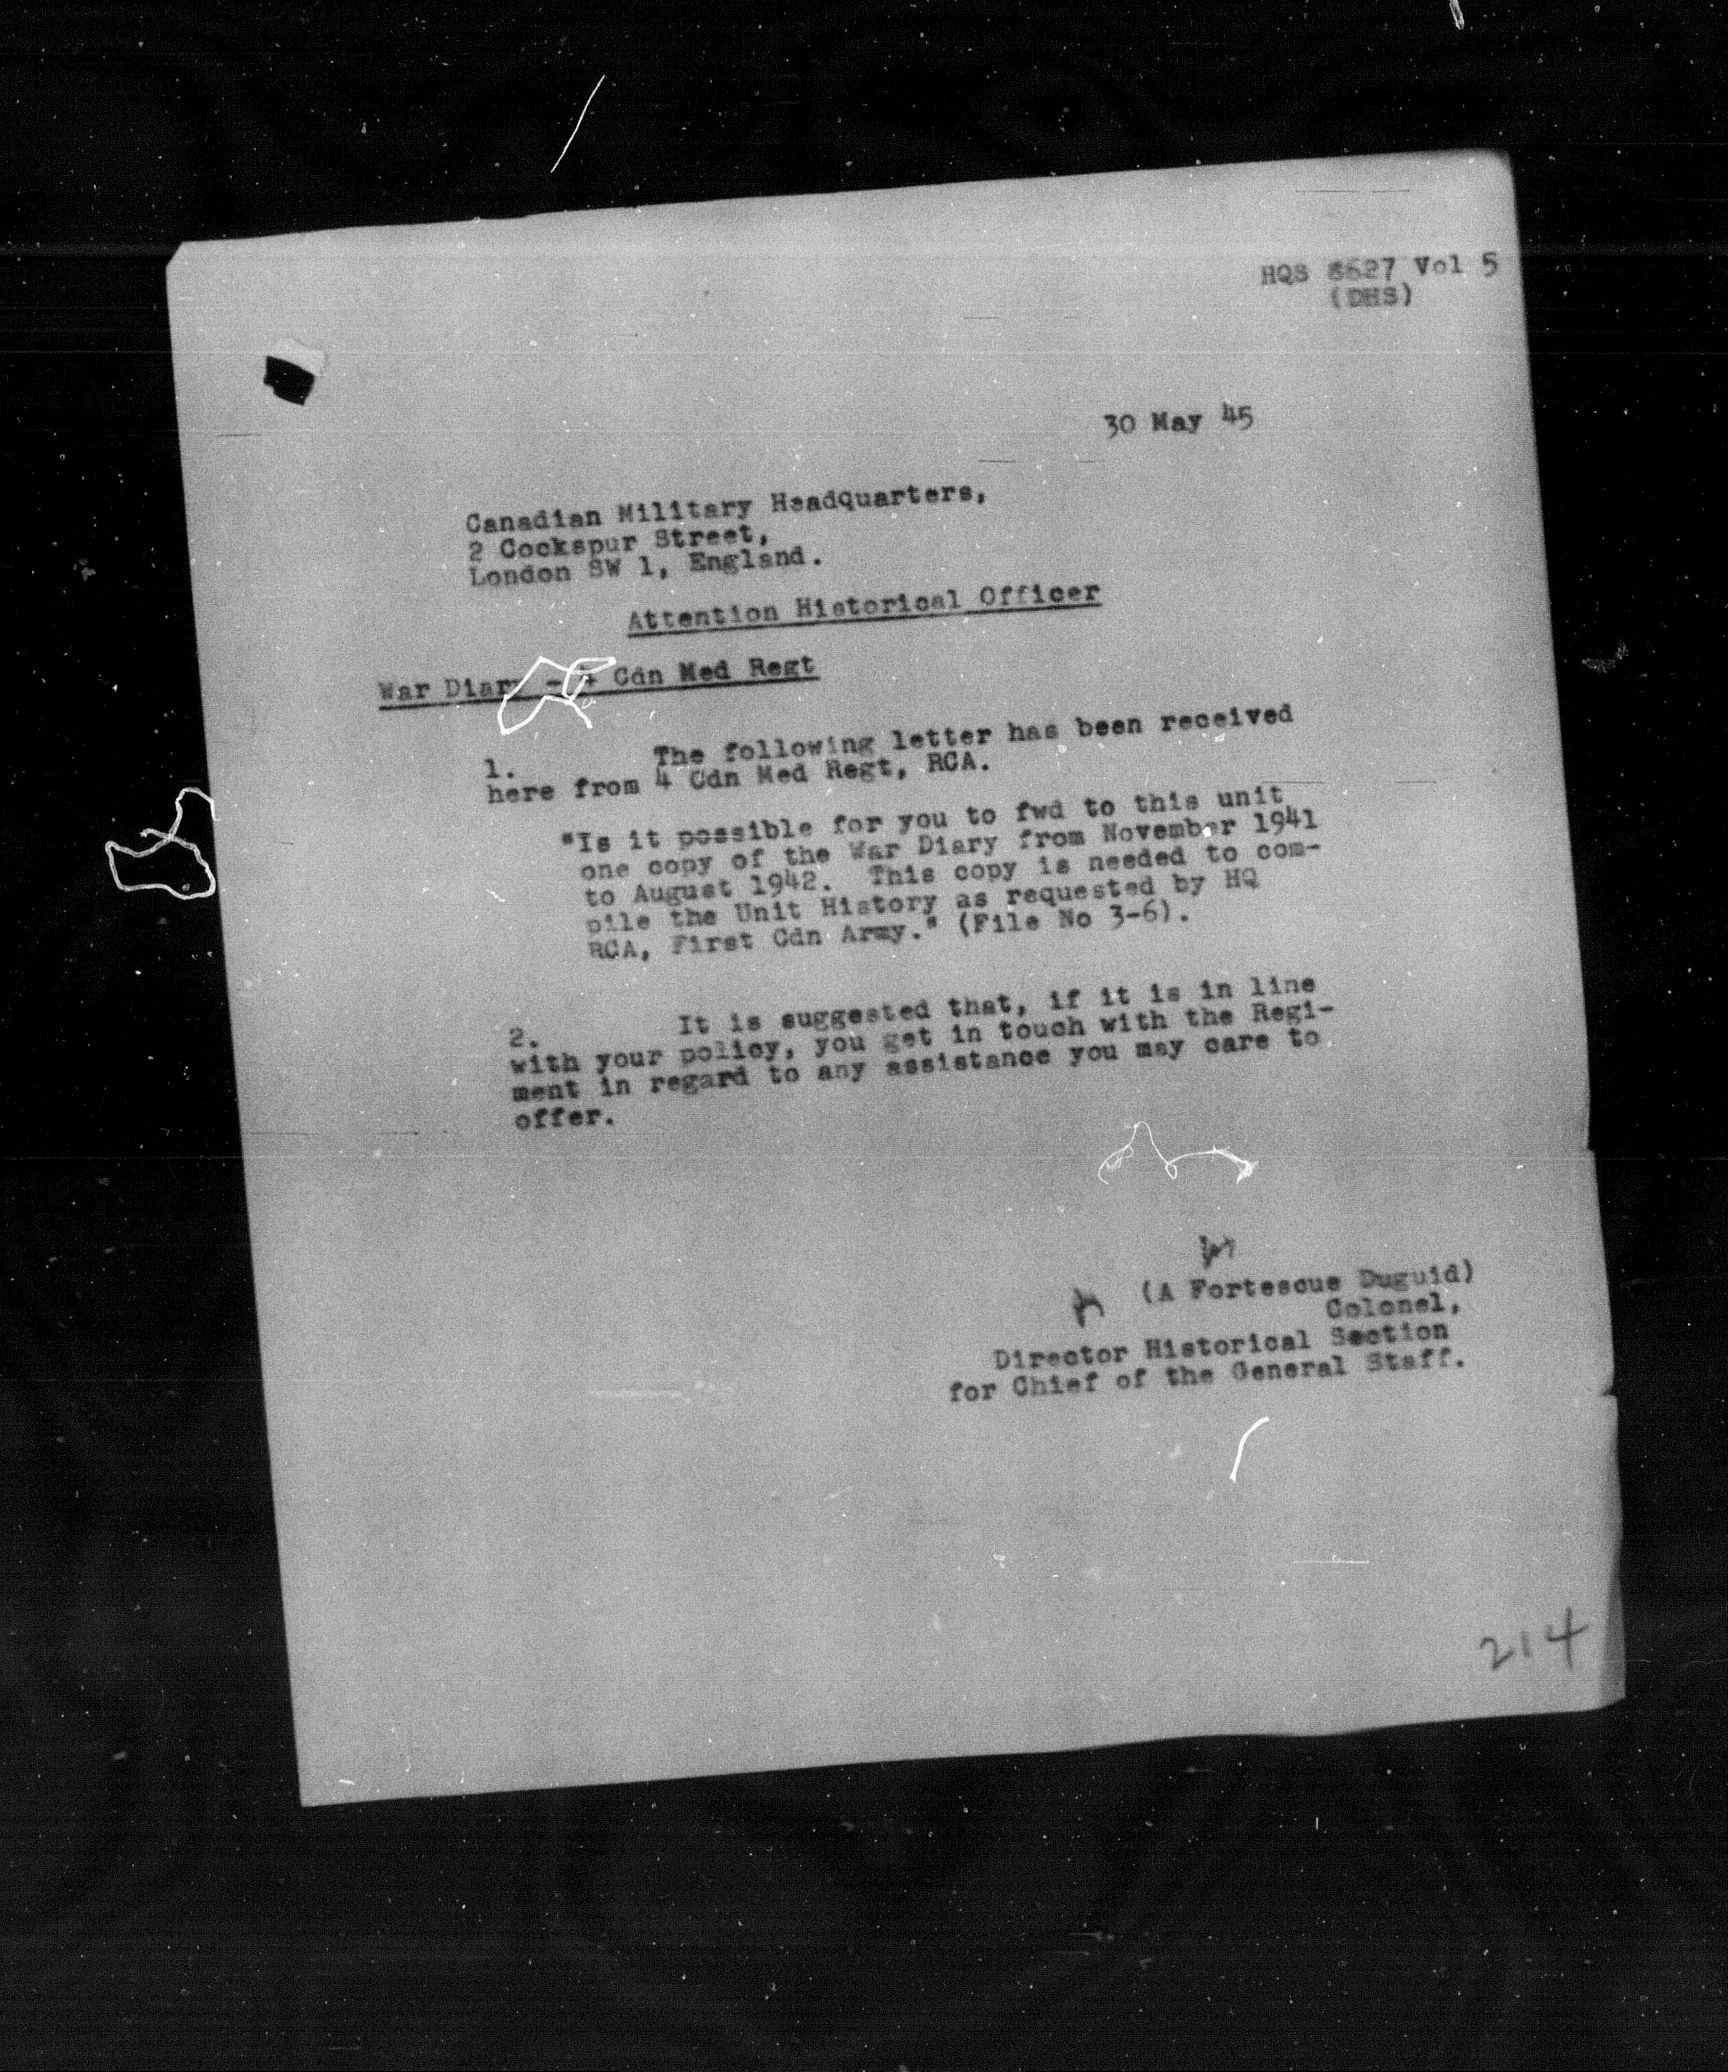 HQS 8627 Vol 5
(DHS)
30 May 45
Canadian Military Headquarters,
2 Cockspur Street,
London SW 1, England.
Attention Historical Officer
War Diary - 4 Cdn Med Regt
1. The following letter has been received
here from 4 Cdn Med Regt, RCA.
"Is it possible for you to fwd to this unit
one copy of the War Diary from November 1941
to August 1942. This copy is needed to com-
pile the Unit History as requested by HQ
RCA, First Cdn Army." (File No 3-6).
2. It is suggested that, if it is in line
with your policy, you get in touch with the Regi-
ment in regard to any assistance you may care to
offer.
(A Fortescue Duguid)
Colonel,
Director Historical Section
for Chief of the General Staff.
214